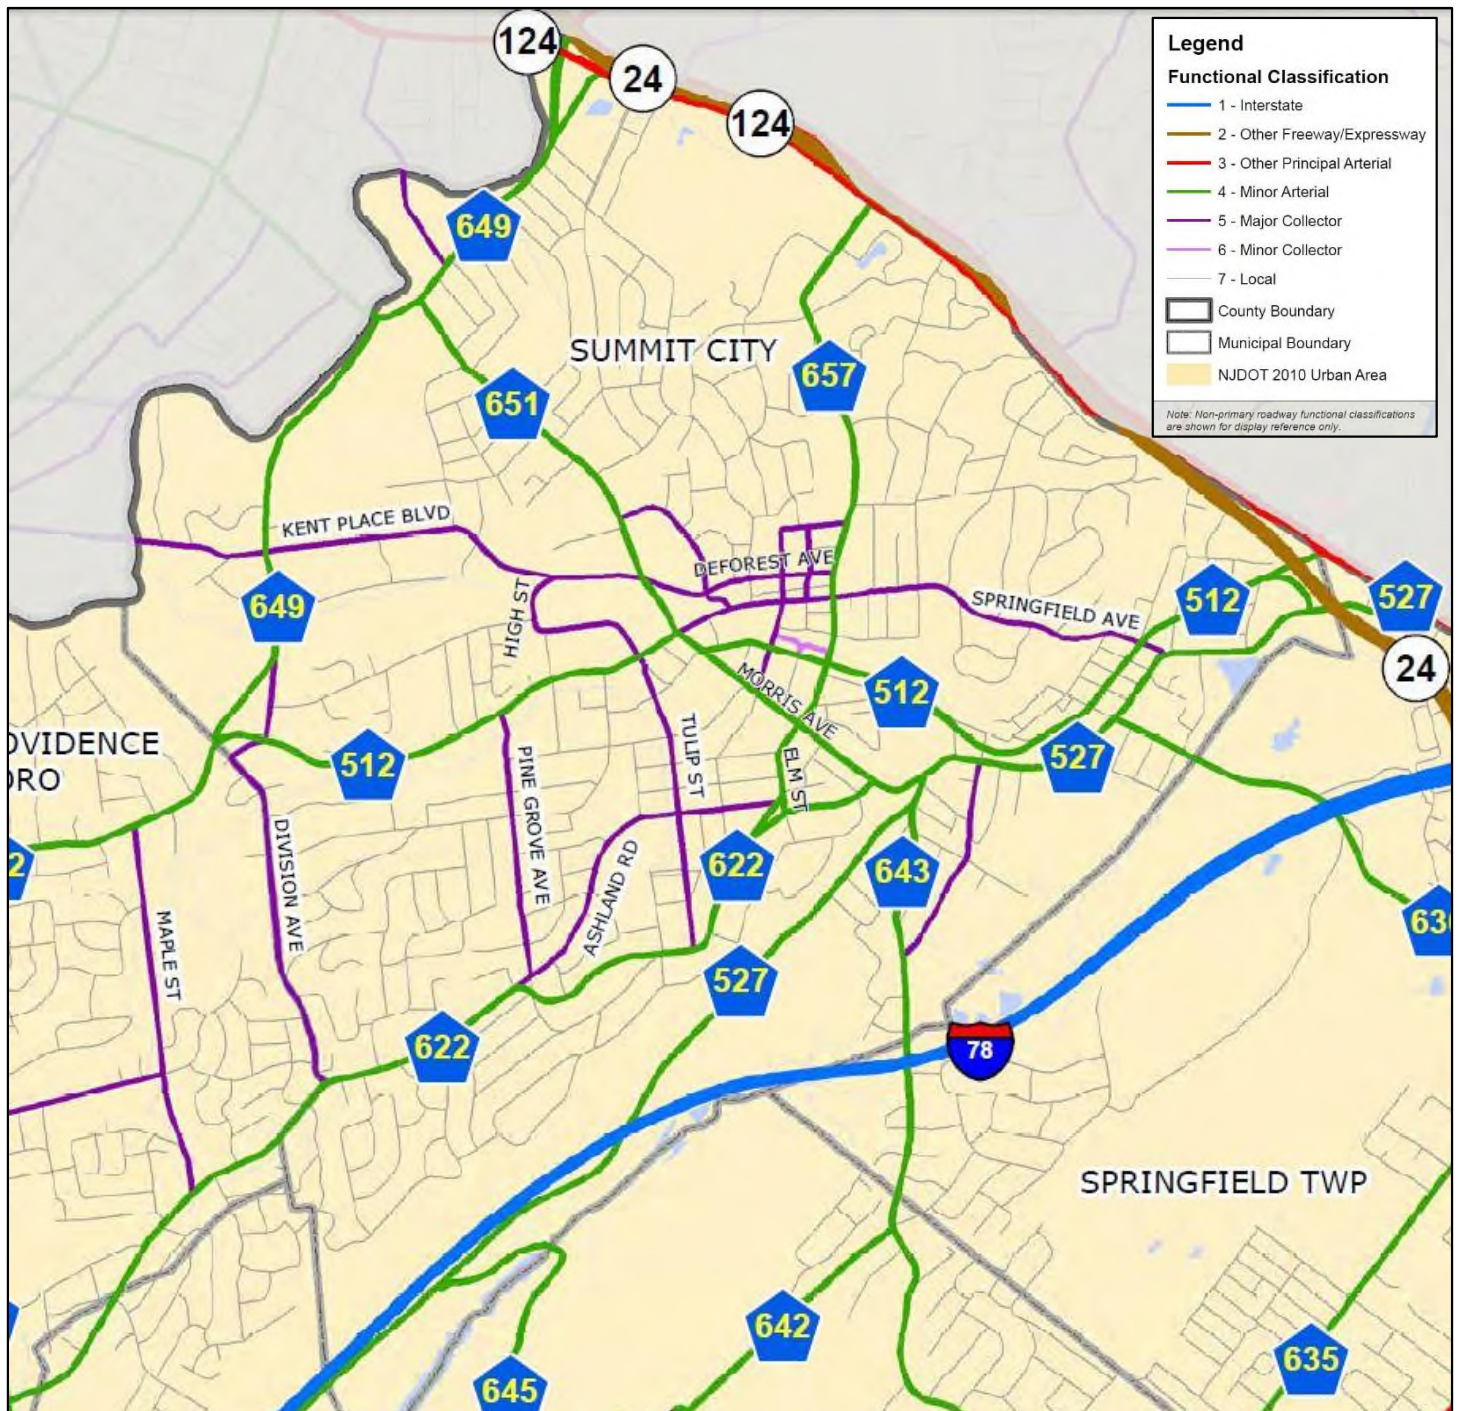 124
24
124
Legend
Functional Classification
1 - Interstate
2 - Other Freeway/Expressway
3 - Other Principal Arterial
4 - Minor Arterial
5 - Major Collector
6 - Minor Collector
7 - Local
County Boundary
Municipal Boundary
NJDOT 2010 Urban Area
Note: Non-primary roadway functional classifications
are shown for display reference only.
649
SUMMIT CITY
657
651
KENT PLACE BLVD
DEFOREST AVE
HIGH ST
649
SPRINGFIELD AVE
512
527
24
MORRIS AVE
512
OVIDENCE
ORO
512
PINE GROVE AVE
TULIP ST
ELM ST
527
2
DIVISION AVE
ASHLAND RD
622
643
MAPLE ST
527
630
622
78
SPRINGFIELD TWP
642
635
645